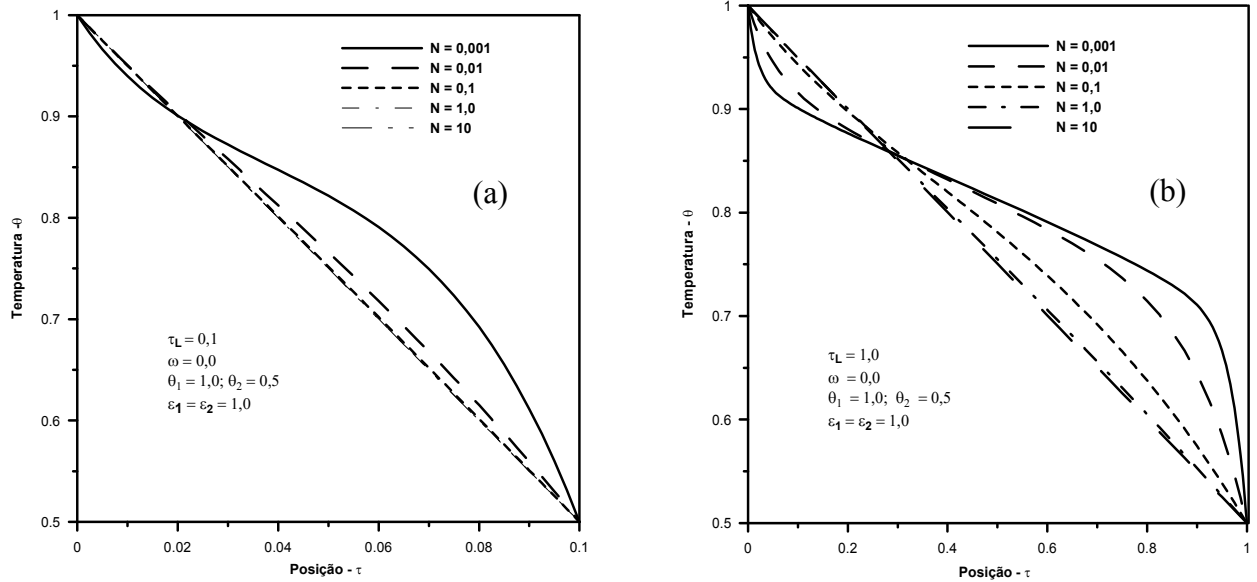 1
0.9
0.8
0.7
0.6
0.5
0
0.02
0.04
0.06
0.08
0.1
Temperatura -θ
Posição - τ
N = 0,001
N = 0,01
N = 0,1
N = 1,0
N = 10
(a)
τL = 0,1
ω = 0,0
θ1 = 1,0; θ2 = 0,5
ε1 = ε2 = 1,0
1
0.9
0.8
0.7
0.6
0.5
0
0.2
0.4
0.6
0.8
1
Temperatura - θ
Posição - τ
N = 0,001
N = 0,01
N = 0,1
N = 1,0
N = 10
(b)
τL = 1,0
ω = 0,0
θ1 = 1,0; θ2 = 0,5
ε1 = ε2 = 1,0